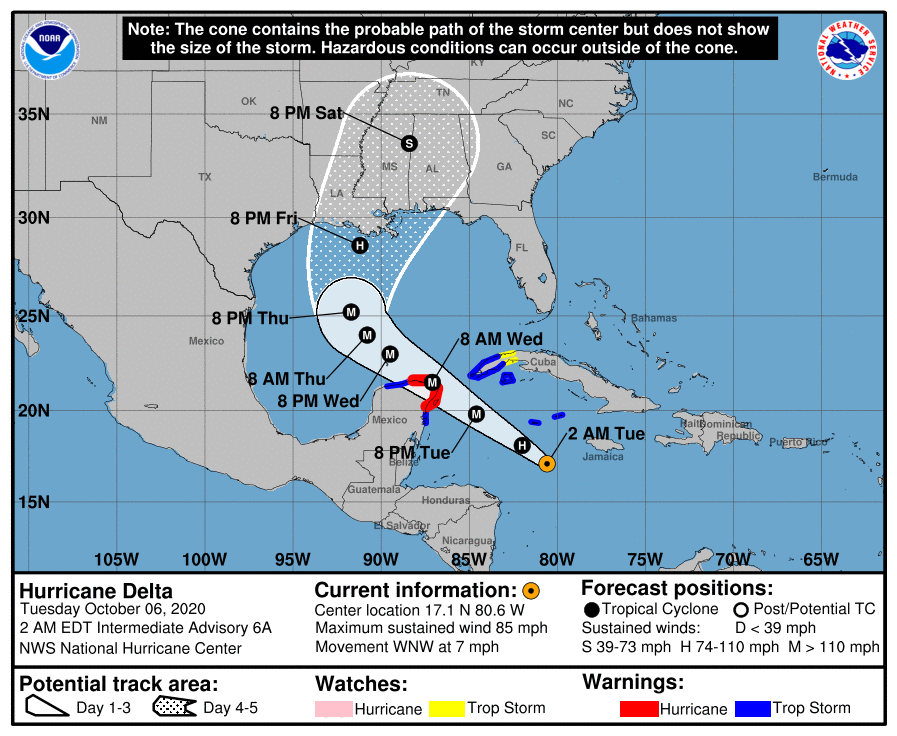 Note: The cone contains the probable path of the storm center but does not show
the size of the storm. Hazardous conditions can occur outside of the cone.
NOAA
NATIONAL WEATHER SERVICE
KY
TN
OK
NC
8 PM Sat
35N
NM
S
SC
MS
AL
GA
TX
LA
Bermuda
30N
8 PM Fri
H
FL
25N
8 PM Thu
M
Bahamas
M
Mexico
8 AM Wed
M
Cuba
8 AM Thu
M
8 PM Wed
20N
M
Mexico
Haiti
Dominican
Republic
2 AM Tue
Puerto Rico
H
8 PM Tue
Jamaica
Belize
Guatemala
15N
Honduras
El Salvador
Nicaragua
105W
100W
95W
90W
85W
80W
75W
70W
65W
Hurricane Delta
Tuesday October 06, 2020
2 AM EDT Intermediate Advisory 6A
NWS National Hurricane Center
Current information:
Center location 17.1 N 80.6 W
Maximum sustained wind 85 mph
Movement WNW at 7 mph
Forecast positions:
Tropical Cyclone
Post/Potential TC
Sustained winds:
D < 39 mph
S 39-73 mph
H 74-110 mph
M > 110 mph
Potential track area:
Day 1-3
Day 4-5
Watches:
Hurricane
Trop Storm
Warnings:
Hurricane
Trop Storm